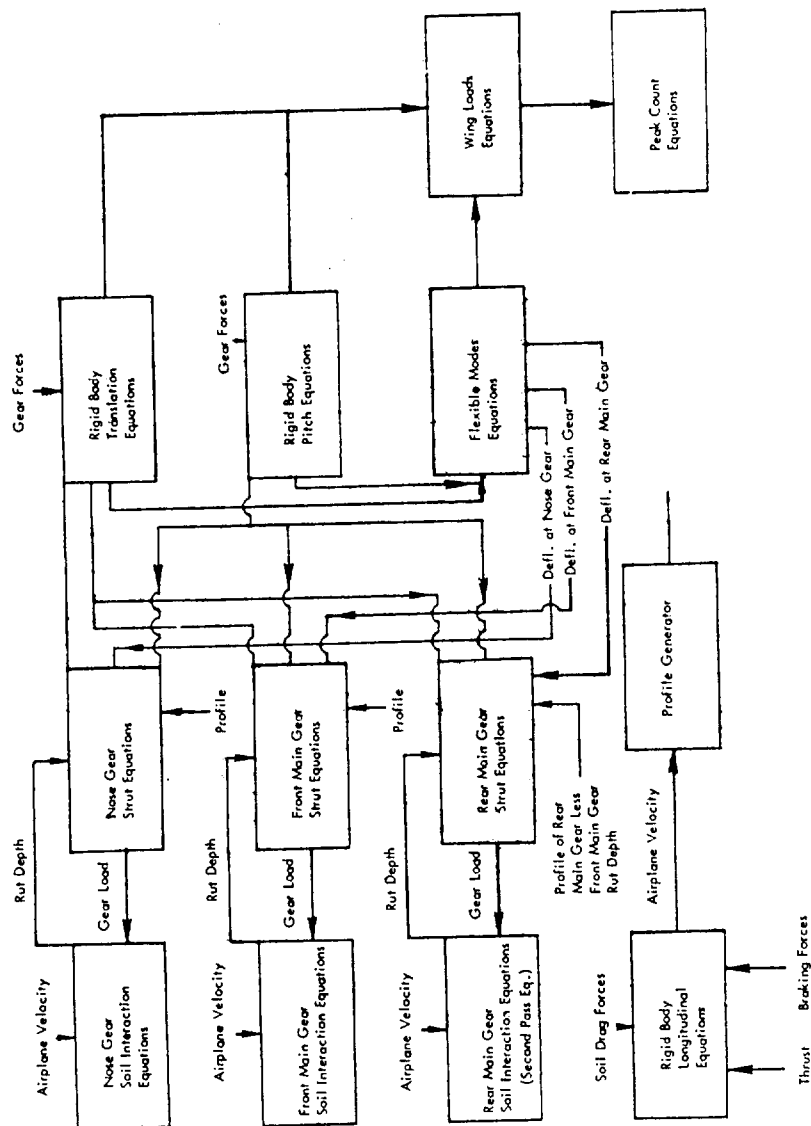 Gear Forces
Rigid Body
Translation
Equations
Gear Forces
Rigid Body
Pitch Equations
Wing Loads
Equations
Peak Count
Equations
Flexible Modes
Equations
Defl. at Nose Gear
Defl. at Front Main Gear
Defl. at Rear Main Gear
Rut Depth
Nose Gear
Strut Equations
Profile
Gear Load
Airplane Velocity
Nose Gear
Soil Interaction
Equations
Rut Depth
Front Main Gear
Strut Equations
Profile
Gear Load
Airplane Velocity
Front Main Gear
Soil Interaction Equations
Rut Depth
Rear Main Gear
Strut Equations
Profile of Rear
Main Gear Less
Front Main Gear
Rut Depth
Gear Load
Airplane Velocity
Rear Main Gear
Soil Interaction Equations
(Second Pass Eq.)
Profile Generator
Airplane Velocity
Soil Drag Forces
Rigid Body
Longitudinal
Equations
Thrust
Braking Forces